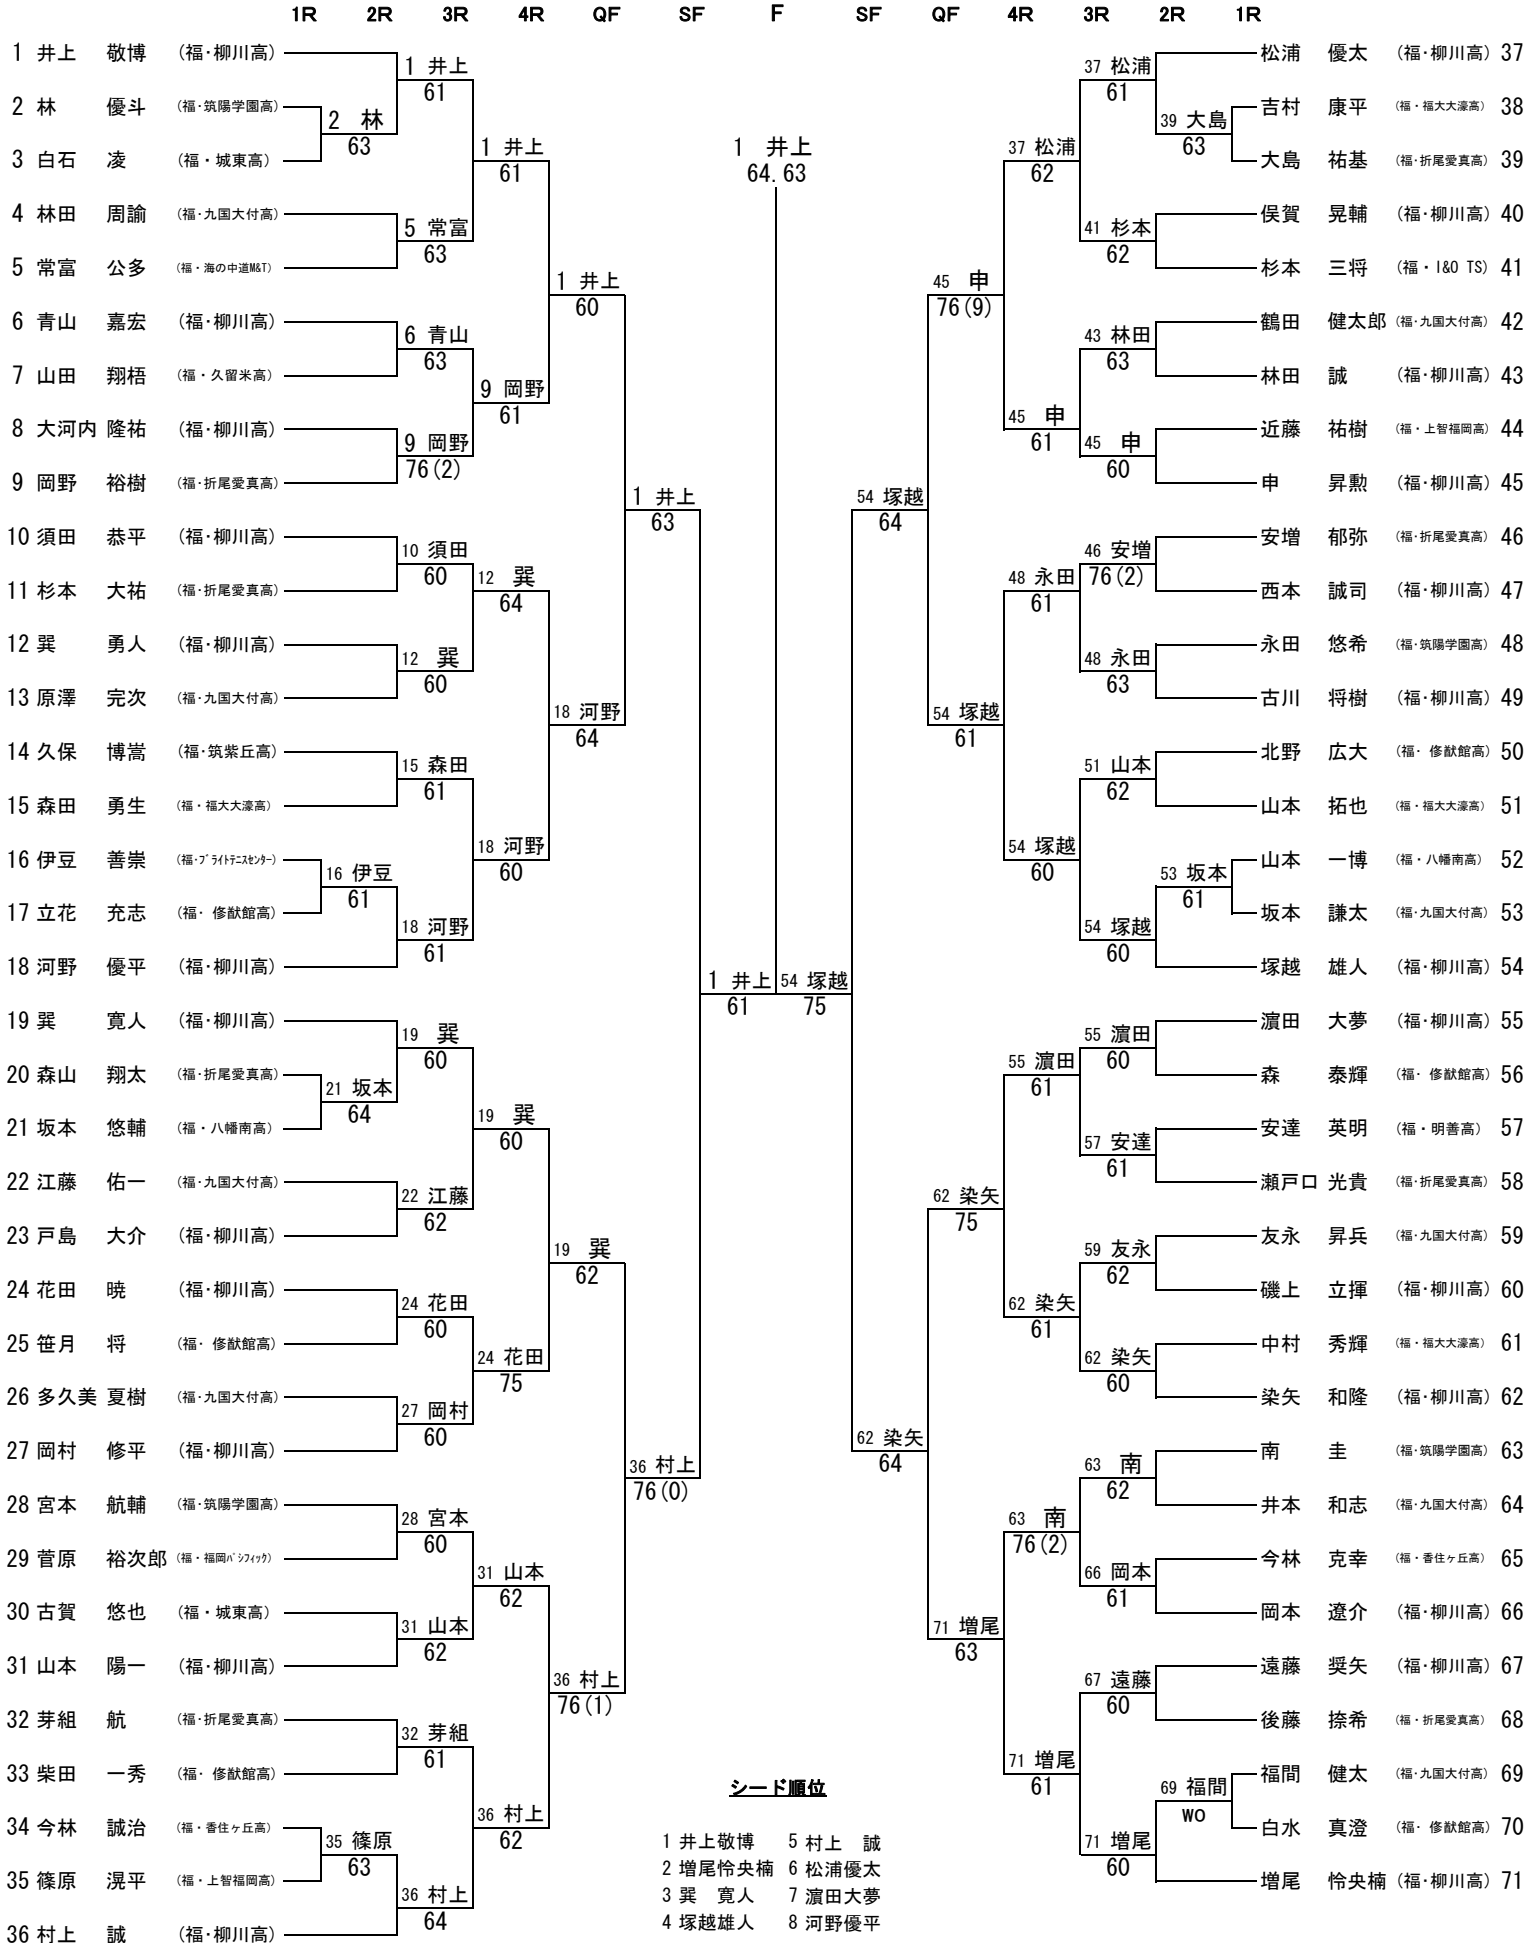 1R 2R 3R 4R QF SF F SF QF 4R 3R 2R 1R
1 井上 敬博 (福・柳川高)
2 林 優斗 (福・筑陽学園高)
3 白石 凌 (福・城東高)
4 林田 周諭 (福・九国大付高)
5 常富 公多 (福・海の中道M&T)
6 青山 嘉宏 (福・柳川高)
7 山田 翔梧 (福・久留米高)
8 大河内 隆祐 (福・柳川高)
9 岡野 裕樹 (福・折尾愛真高)
10 須田 恭平 (福・柳川高)
11 杉本 大祐 (福・折尾愛真高)
12 巽 勇人 (福・柳川高)
13 原澤 完次 (福・九国大付高)
14 久保 博嵩 (福・筑紫丘高)
15 森田 勇生 (福・福大大濠高)
16 伊豆 善崇 (福・ブライトテニスセンター)
17 立花 充志 (福・修猷館高)
18 河野 優平 (福・柳川高)
19 巽 寛人 (福・柳川高)
20 森山 翔太 (福・折尾愛真高)
21 坂本 悠輔 (福・八幡南高)
22 江藤 佑一 (福・九国大付高)
23 戸島 大介 (福・柳川高)
24 花田 暁 (福・柳川高)
25 笹月 将 (福・修猷館高)
26 多久美 夏樹 (福・九国大付高)
27 岡村 修平 (福・柳川高)
28 宮本 航輔 (福・筑陽学園高)
29 菅原 裕次郎 (福・福岡パシフィック)
30 古賀 悠也 (福・城東高)
31 山本 陽一 (福・柳川高)
32 芽組 航 (福・折尾愛真高)
33 柴田 一秀 (福・修猷館高)
34 今林 誠治 (福・香住ヶ丘高)
35 篠原 滉平 (福・上智福岡高)
36 村上 誠 (福・柳川高)
2 林
63
16 伊豆
61
21 坂本
64
35 篠原
63
1 井上
61
5 常富
63
6 青山
63
9 岡野
76(2)
10 須田
60
12 巽
60
15 森田
61
18 河野
61
19 巽
60
22 江藤
62
24 花田
60
27 岡村
60
28 宮本
60
31 山本
62
32 芽組
61
36 村上
64
1 井上
61
9 岡野
61
12 巽
64
18 河野
60
19 巽
60
24 花田
75
31 山本
62
36 村上
62
1 井上
60
18 河野
64
19 巽
62
36 村上
76(1)
1 井上
63
36 村上
76(0)
1 井上
61
1 井上
64.63
54 塚越
75
54 塚越
64
62 染矢
64
45 申
76(9)
54 塚越
61
62 染矢
75
71 増尾
63
37 松浦
62
45 申
61
48 永田
61
54 塚越
60
55 濵田
61
62 染矢
61
63 南
76(2)
71 増尾
61
37 松浦
61
41 杉本
62
43 林田
63
45 申
60
46 安増
76(2)
48 永田
63
51 山本
62
54 塚越
60
55 濵田
60
57 安達
61
59 友永
62
62 染矢
60
63 南
62
66 岡本
61
67 遠藤
60
71 増尾
60
39 大島
63
53 坂本
61
69 福間
WO
松浦 優太 (福・柳川高) 37
吉村 康平 (福・福大大濠高) 38
大島 祐基 (福・折尾愛真高) 39
俣賀 晃輔 (福・柳川高) 40
杉本 三将 (福・I&O TS) 41
鶴田 健太郎 (福・九国大付高) 42
林田 誠 (福・柳川高) 43
近藤 祐樹 (福・上智福岡高) 44
申 昇勲 (福・柳川高) 45
安増 郁弥 (福・折尾愛真高) 46
西本 誠司 (福・柳川高) 47
永田 悠希 (福・筑陽学園高) 48
古川 将樹 (福・柳川高) 49
北野 広大 (福・修猷館高) 50
山本 拓也 (福・福大大濠高) 51
山本 一博 (福・八幡南高) 52
坂本 謙太 (福・九国大付高) 53
塚越 雄人 (福・柳川高) 54
濵田 大夢 (福・柳川高) 55
森 泰輝 (福・修猷館高) 56
安達 英明 (福・明善高) 57
瀬戸口 光貴 (福・折尾愛真高) 58
友永 昇兵 (福・九国大付高) 59
磯上 立揮 (福・柳川高) 60
中村 秀輝 (福・福大大濠高) 61
染矢 和隆 (福・柳川高) 62
南 圭 (福・筑陽学園高) 63
井本 和志 (福・九国大付高) 64
今林 克幸 (福・香住ヶ丘高) 65
岡本 遼介 (福・柳川高) 66
遠藤 奨矢 (福・柳川高) 67
後藤 捺希 (福・折尾愛真高) 68
福間 健太 (福・九国大付高) 69
白水 真澄 (福・修猷館高) 70
増尾 怜央楠 (福・柳川高) 71
シード順位
1 井上敬博 5 村上 誠
2 増尾怜央楠 6 松浦優太
3 巽 寛人 7 濵田大夢
4 塚越雄人 8 河野優平